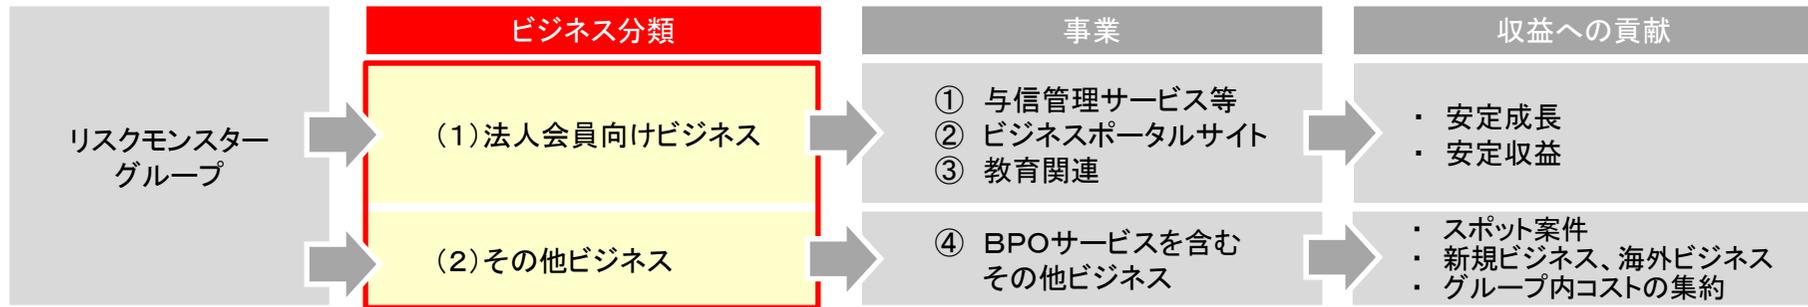 ビジネス分類
事業
収益への貢献
リスクモンスター
グループ
（１）法人会員向けビジネス
① 与信管理サービス等
② ビジネスポータルサイト
③ 教育関連
・ 安定成長
・ 安定収益
（２）その他ビジネス
④ ＢＰＯサービスを含む
その他ビジネス
・ スポット案件
・ 新規ビジネス、海外ビジネス
・ グループ内コストの集約